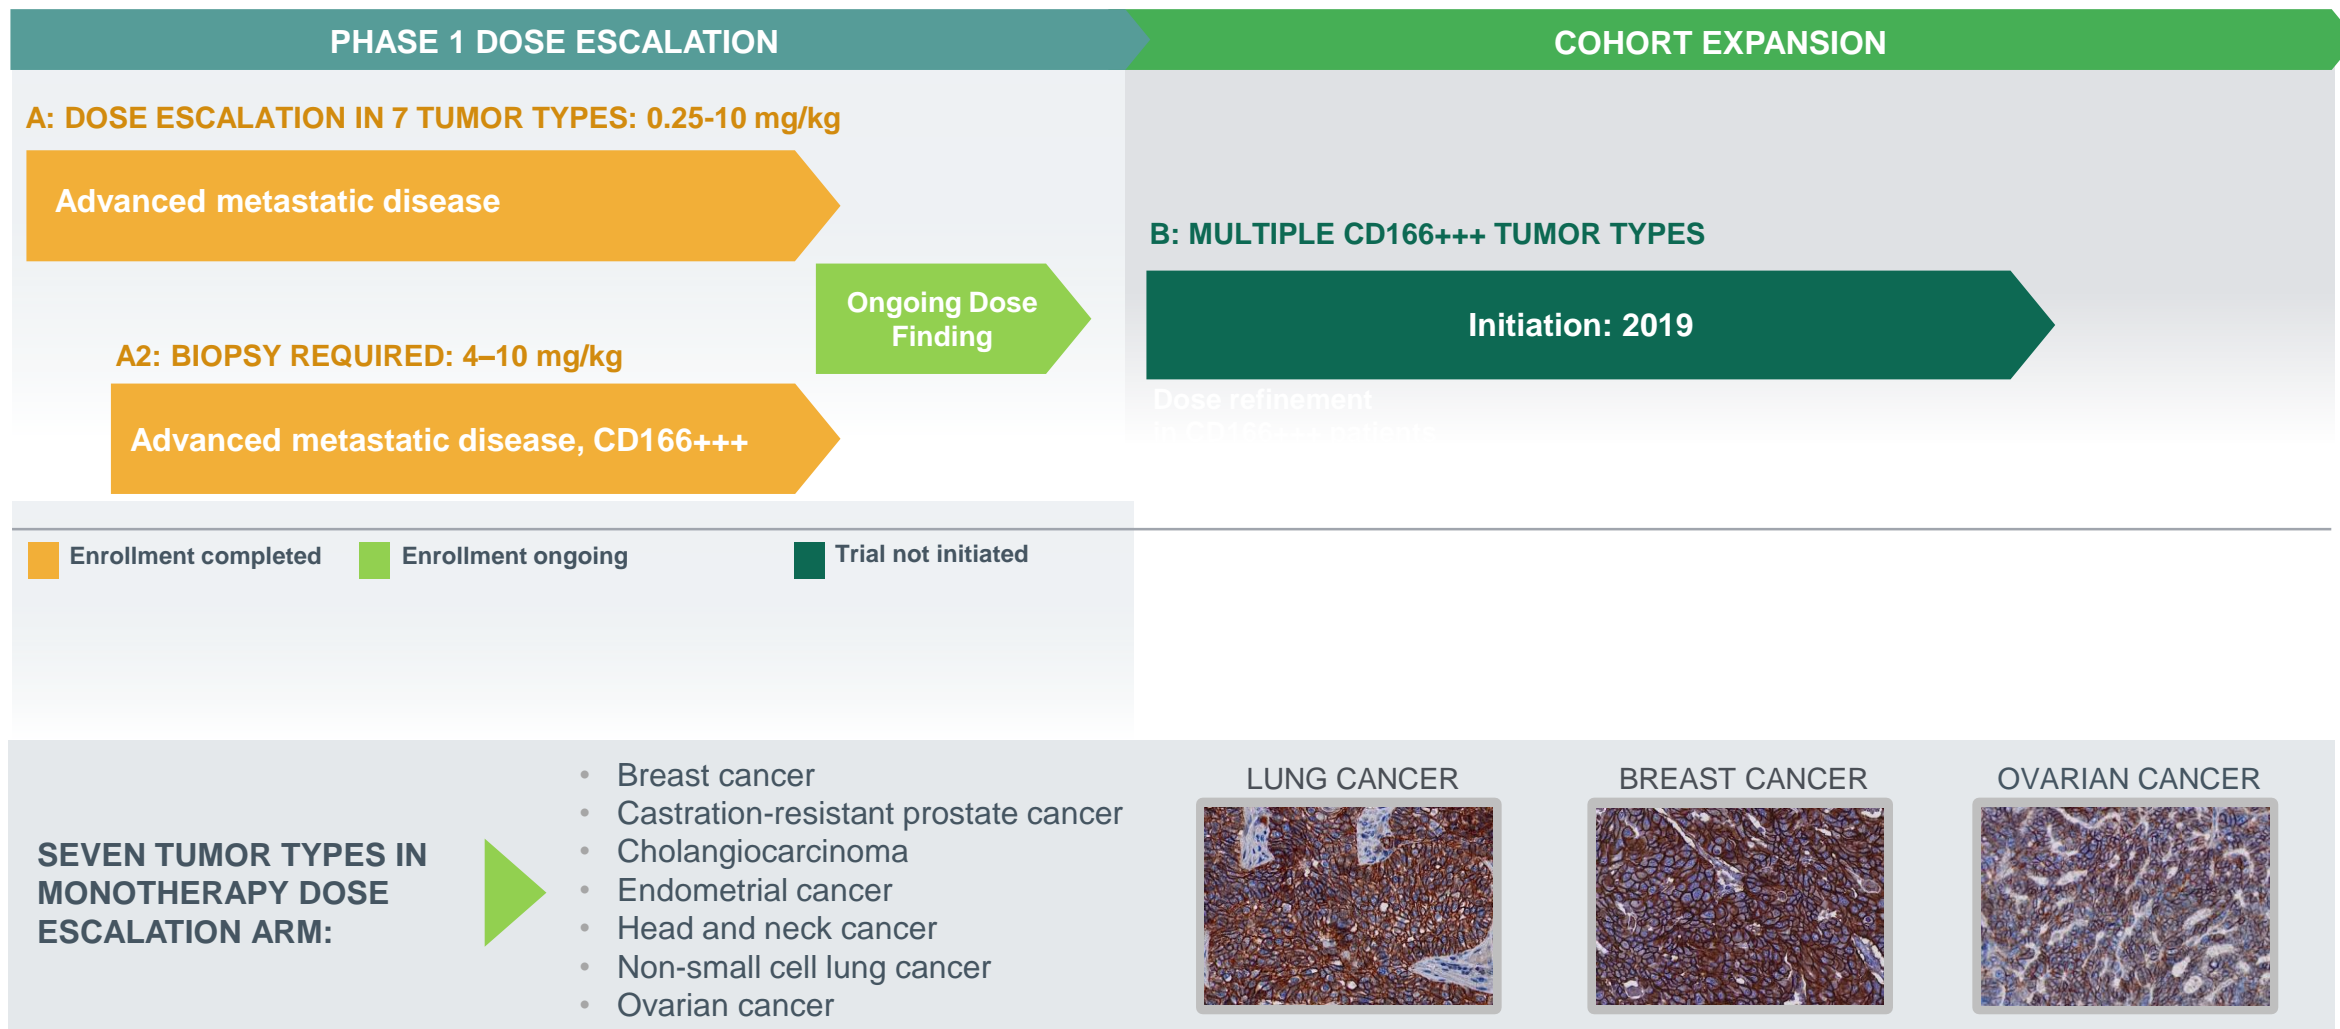 PHASE 1 DOSE ESCALATION
COHORT EXPANSION
A: DOSE ESCALATION IN 7 TUMOR TYPES: 0.25-10 mg/kg
Advanced metastatic disease
Ongoing Dose
Finding
A2: BIOPSY REQUIRED: 4–10 mg/kg
Advanced metastatic disease, CD166+++
B: MULTIPLE CD166+++ TUMOR TYPES
Initiation: 2019
Dose refinement
in CD166+++ patients
Enrollment completed
Enrollment ongoing
Trial not initiated
SEVEN TUMOR TYPES IN
MONOTHERAPY DOSE
ESCALATION ARM:
• Breast cancer
• Castration-resistant prostate cancer
• Cholangiocarcinoma
• Endometrial cancer
• Head and neck cancer
• Non-small cell lung cancer
• Ovarian cancer
LUNG CANCER
BREAST CANCER
OVARIAN CANCER